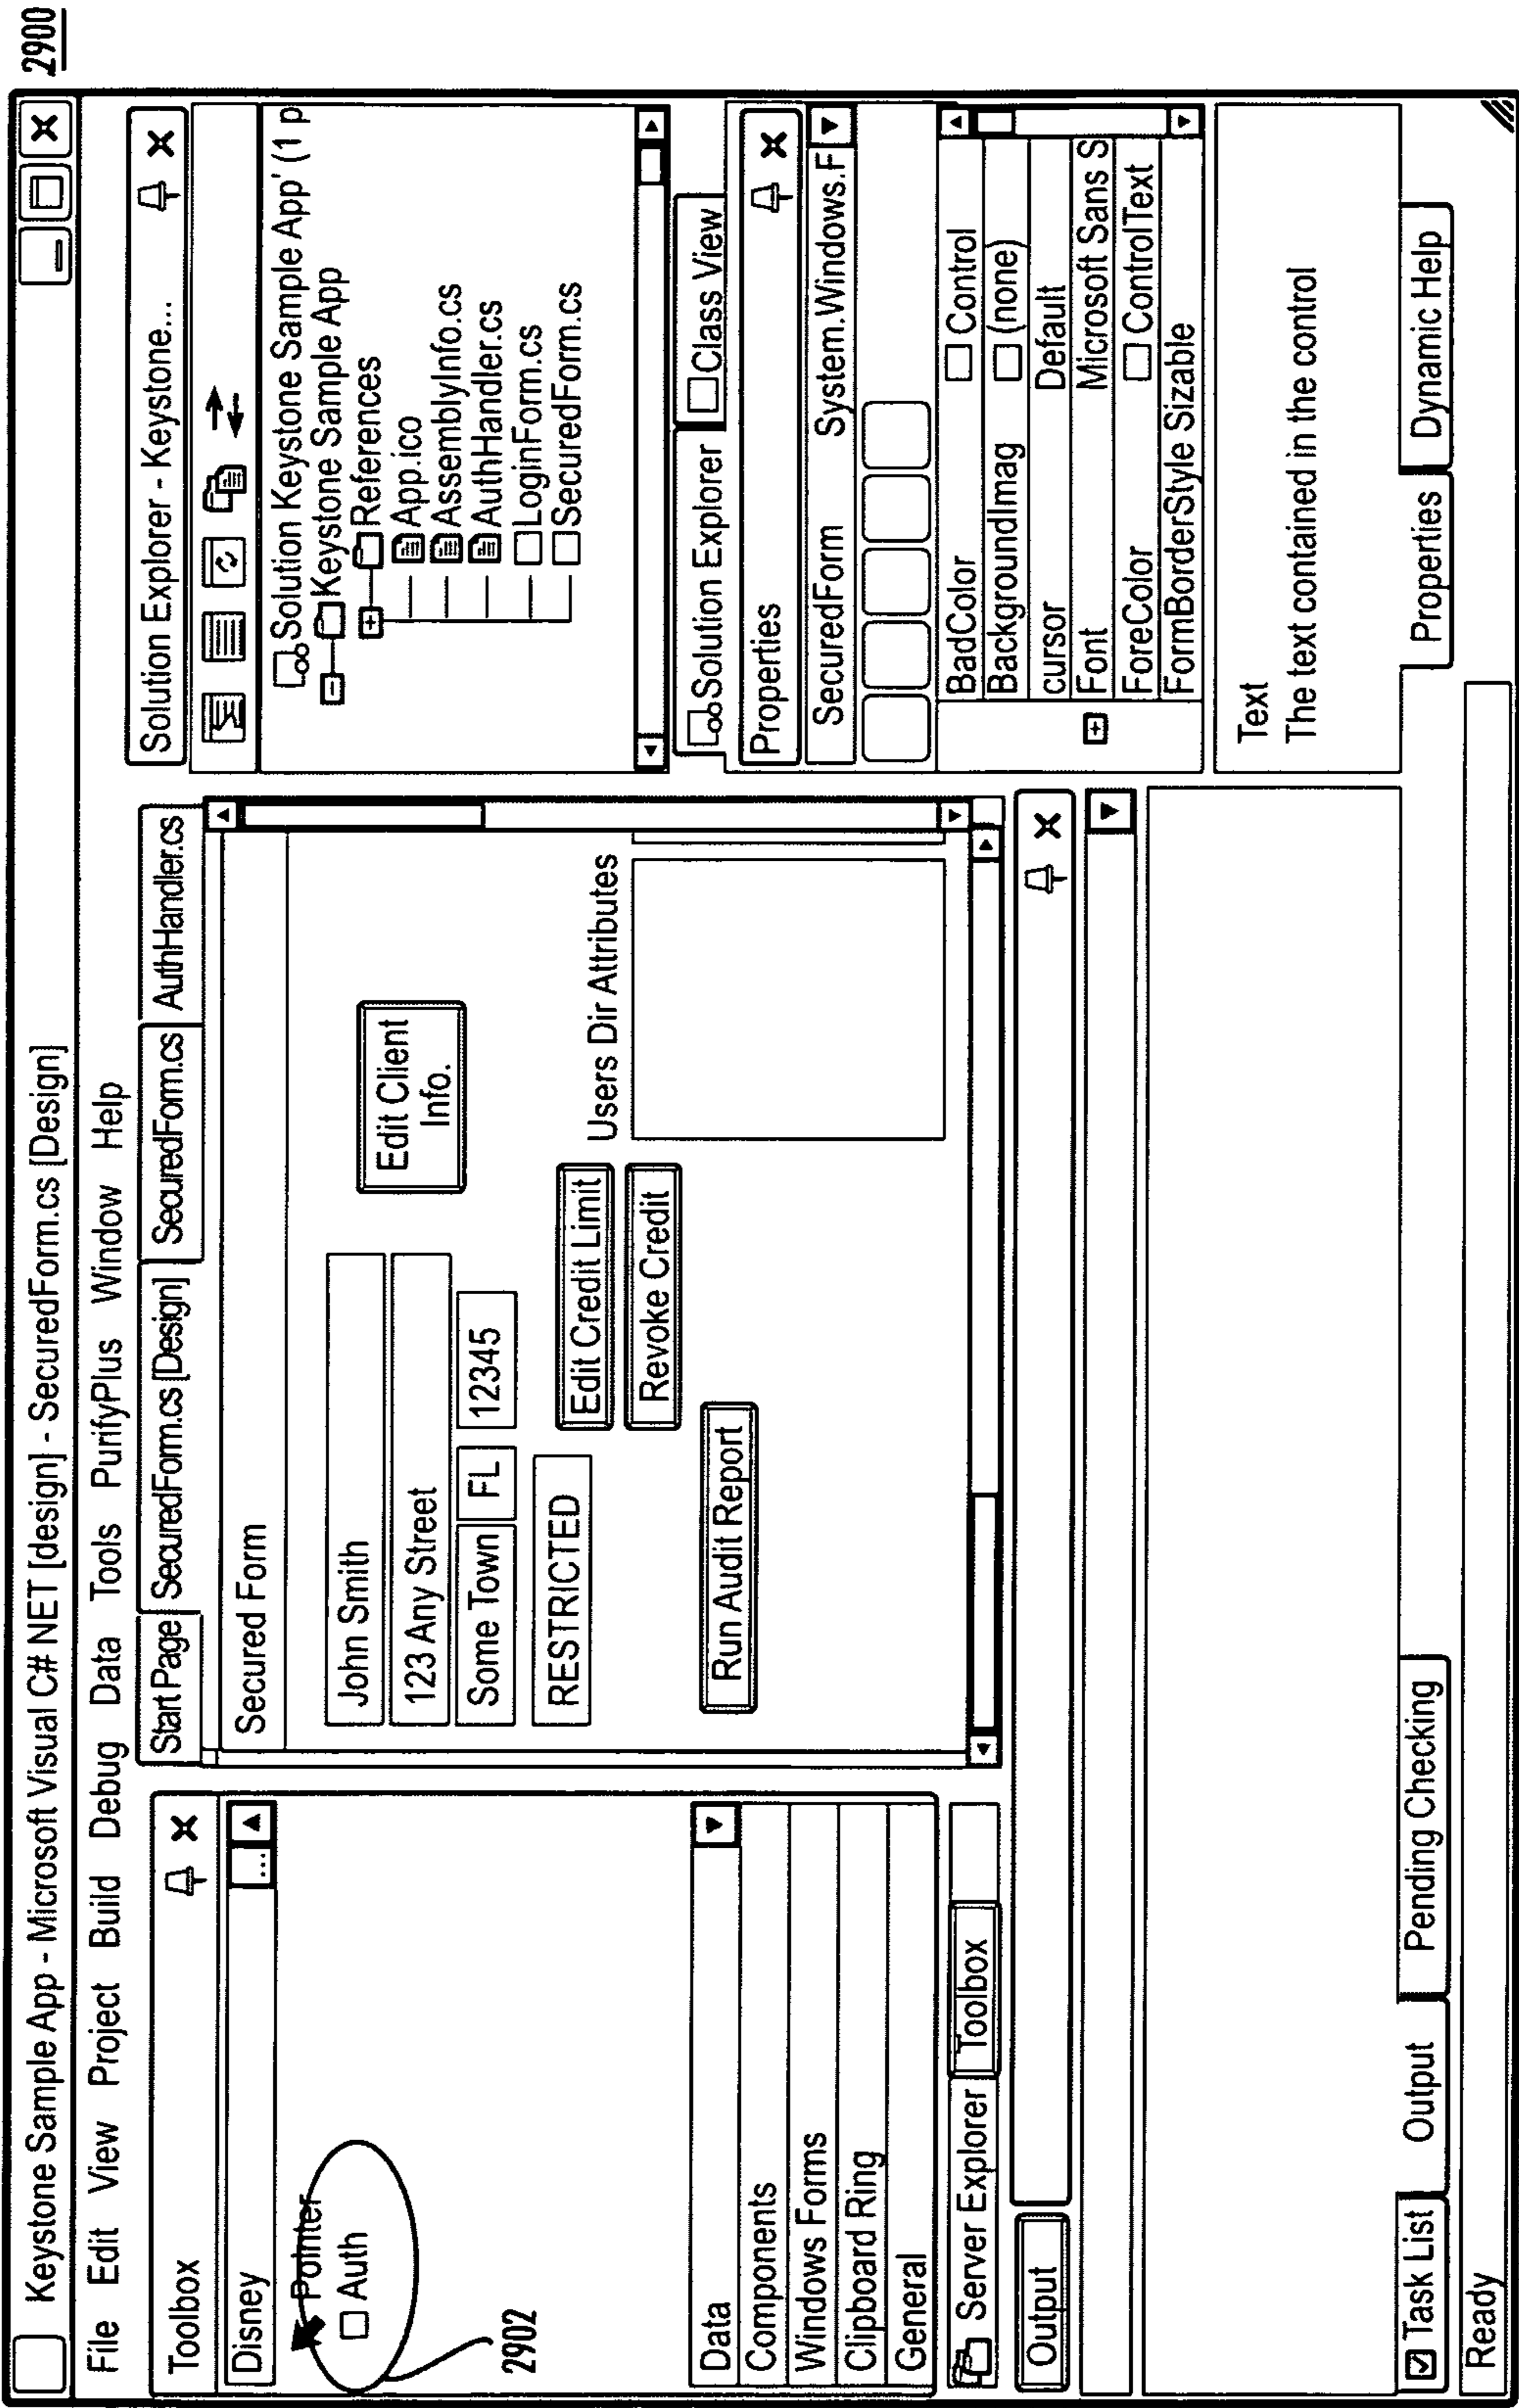 2900
Keystone Sample App - Microsoft Visual C# NET [design] - SecuredForm.cs [Design]
File Edit View Project Build Debug Data Tools PurifyPlus Window Help
Toolbox
Disney
...
Pointer
Auth
2902
Data
Components
Windows Forms
Clipboard Ring
General
Server Explorer Toolbox
Start Page SecuredForm.cs [Design] SecuredForm.cs AuthHandler.cs
Secured Form
John Smith
123 Any Street
Some Town FL 12345
RESTRICTED
Edit Client
Info.
Edit Credit Limit
Revoke Credit
Run Audit Report
Users Dir Attributes
Solution Explorer - Keystone...
Solution Keystone Sample App' (1 p
Keystone Sample App
References
App.ico
AssemblyInfo.cs
AuthHandler.cs
LoginForm.cs
SecuredForm.cs
Solution Explorer Class View
Properties
SecuredForm System.Windows.F
BadColor Control
BackgroundImag (none)
cursor Default
Font Microsoft Sans S
ForeColor ControlText
FormBorderStyle Sizable
Text
The text contained in the control
Properties Dynamic Help
Output
Task List Output Pending Checking
Ready